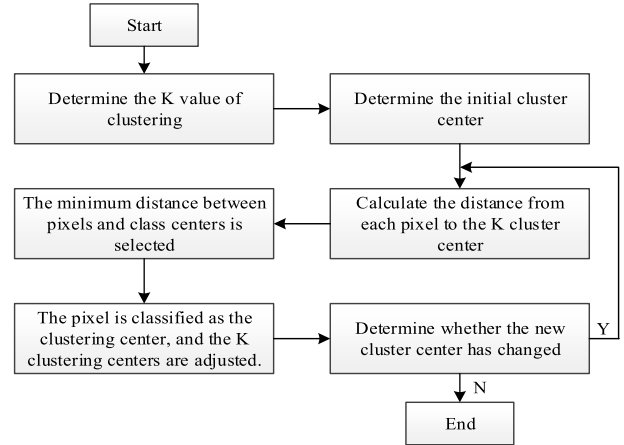 Start
Determine the K value of
clustering
Determine the initial cluster
center
Calculate the distance from
each pixel to the K cluster
center
The minimum distance between
pixels and class centers is
selected
The pixel is classified as the
clustering center, and the K
clustering centers are adjusted.
Determine whether the new
cluster center has changed
Y
N
End